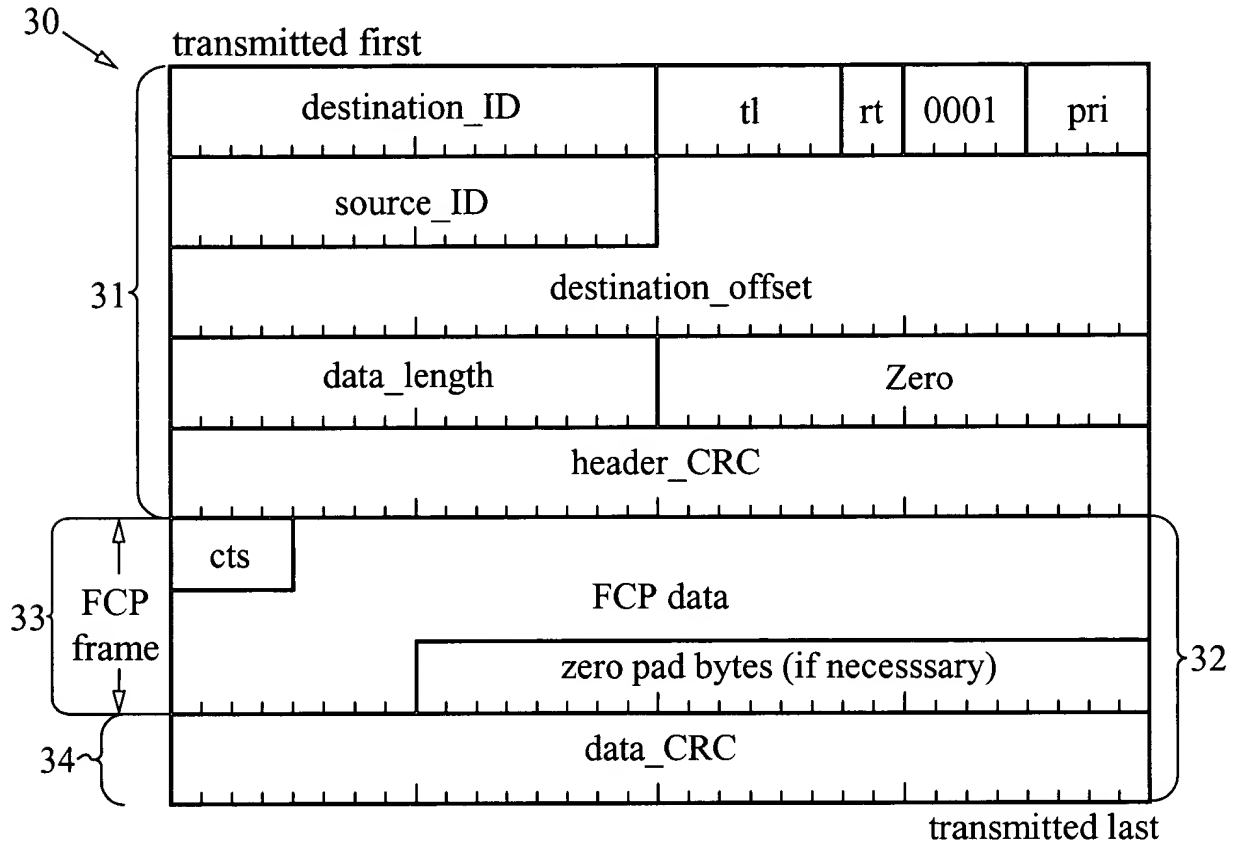 30
transmitted first
destination_ID tl rt 0001 pri
source_ID
31
destination_offset
data_length Zero
header_CRC
cts
33
FCP
frame
FCP data
zero pad bytes (if necesssary)
32
34
data_CRC
transmitted last